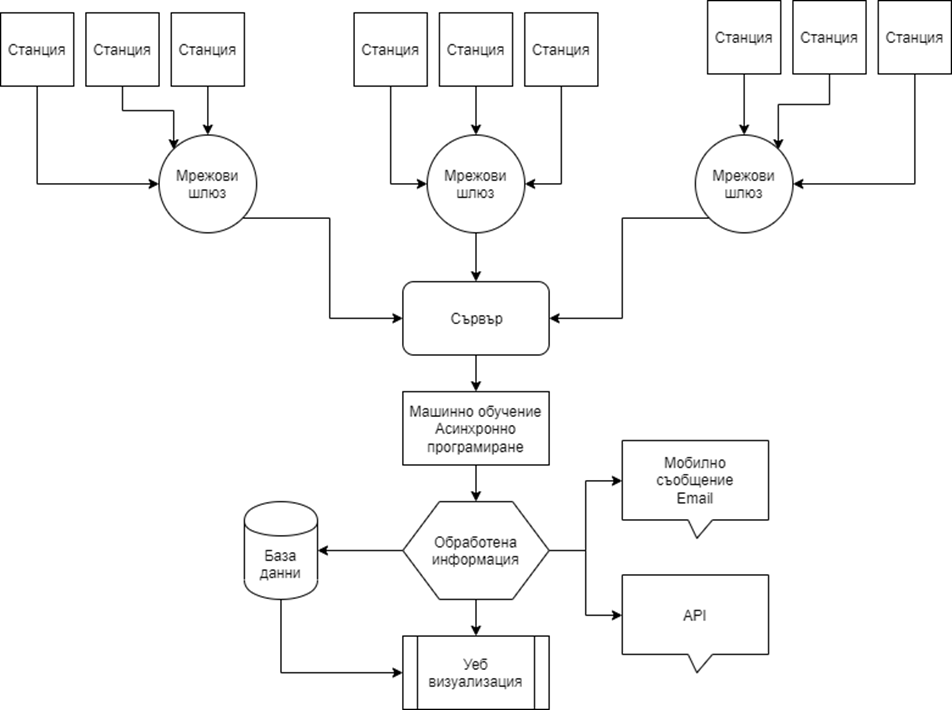 Станция
Станция
Станция
Станция
Станция
Станция
Станция
Станция
Станция
Мрежови
шлюз
Мрежови
шлюз
Мрежови
шлюз
Сървър
Машинно обучение
Асинхронно
програмиране
Мобилно
съобщение
Email
База
данни
Обработена
информация
API
Уеб
визуализация